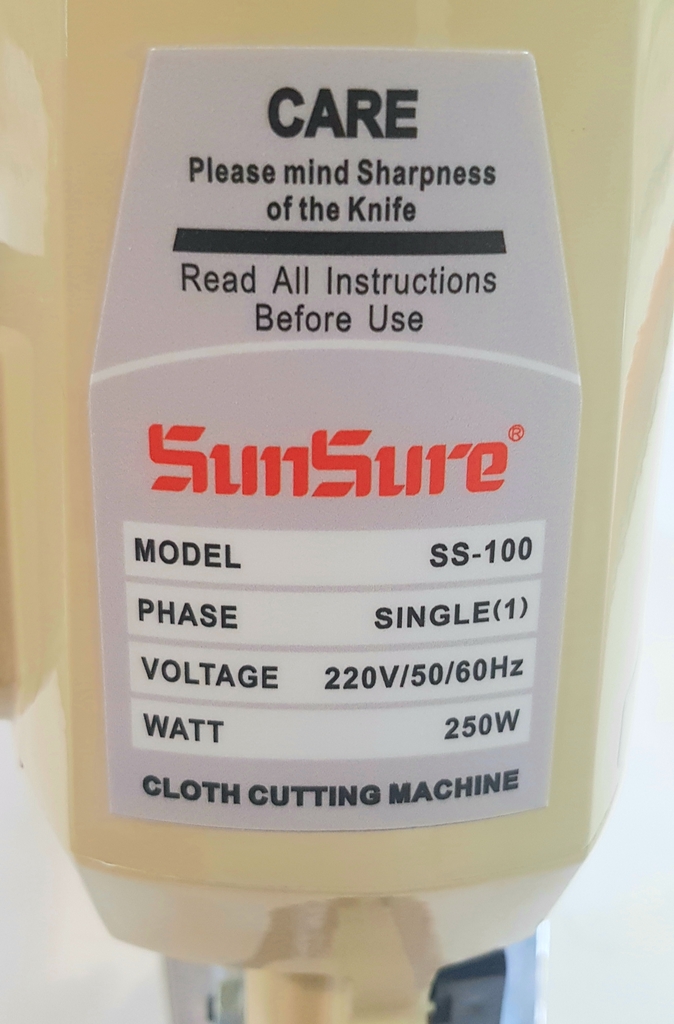 CARE
Please mind Sharpness
of the Knife
Read All Instructions
Before Use
SunSure®
MODEL SS-100
PHASE SINGLE(1)
VOLTAGE 220V/50/60Hz
WATT 250W
CLOTH CUTTING MACHINE